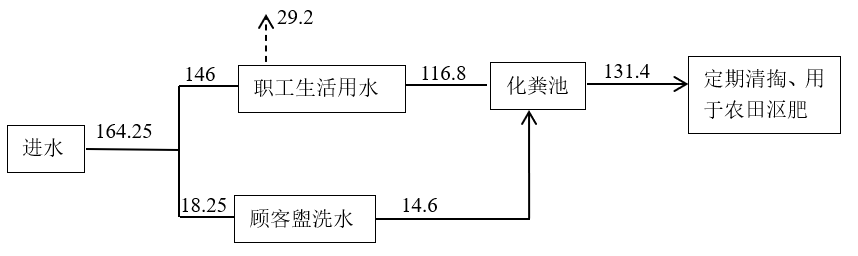 29.2
146
职工生活用水
116.8
化粪池
131.4
定期清掏、用
于农田沤肥
进水
164.25
18.25
顾客盥洗水
14.6